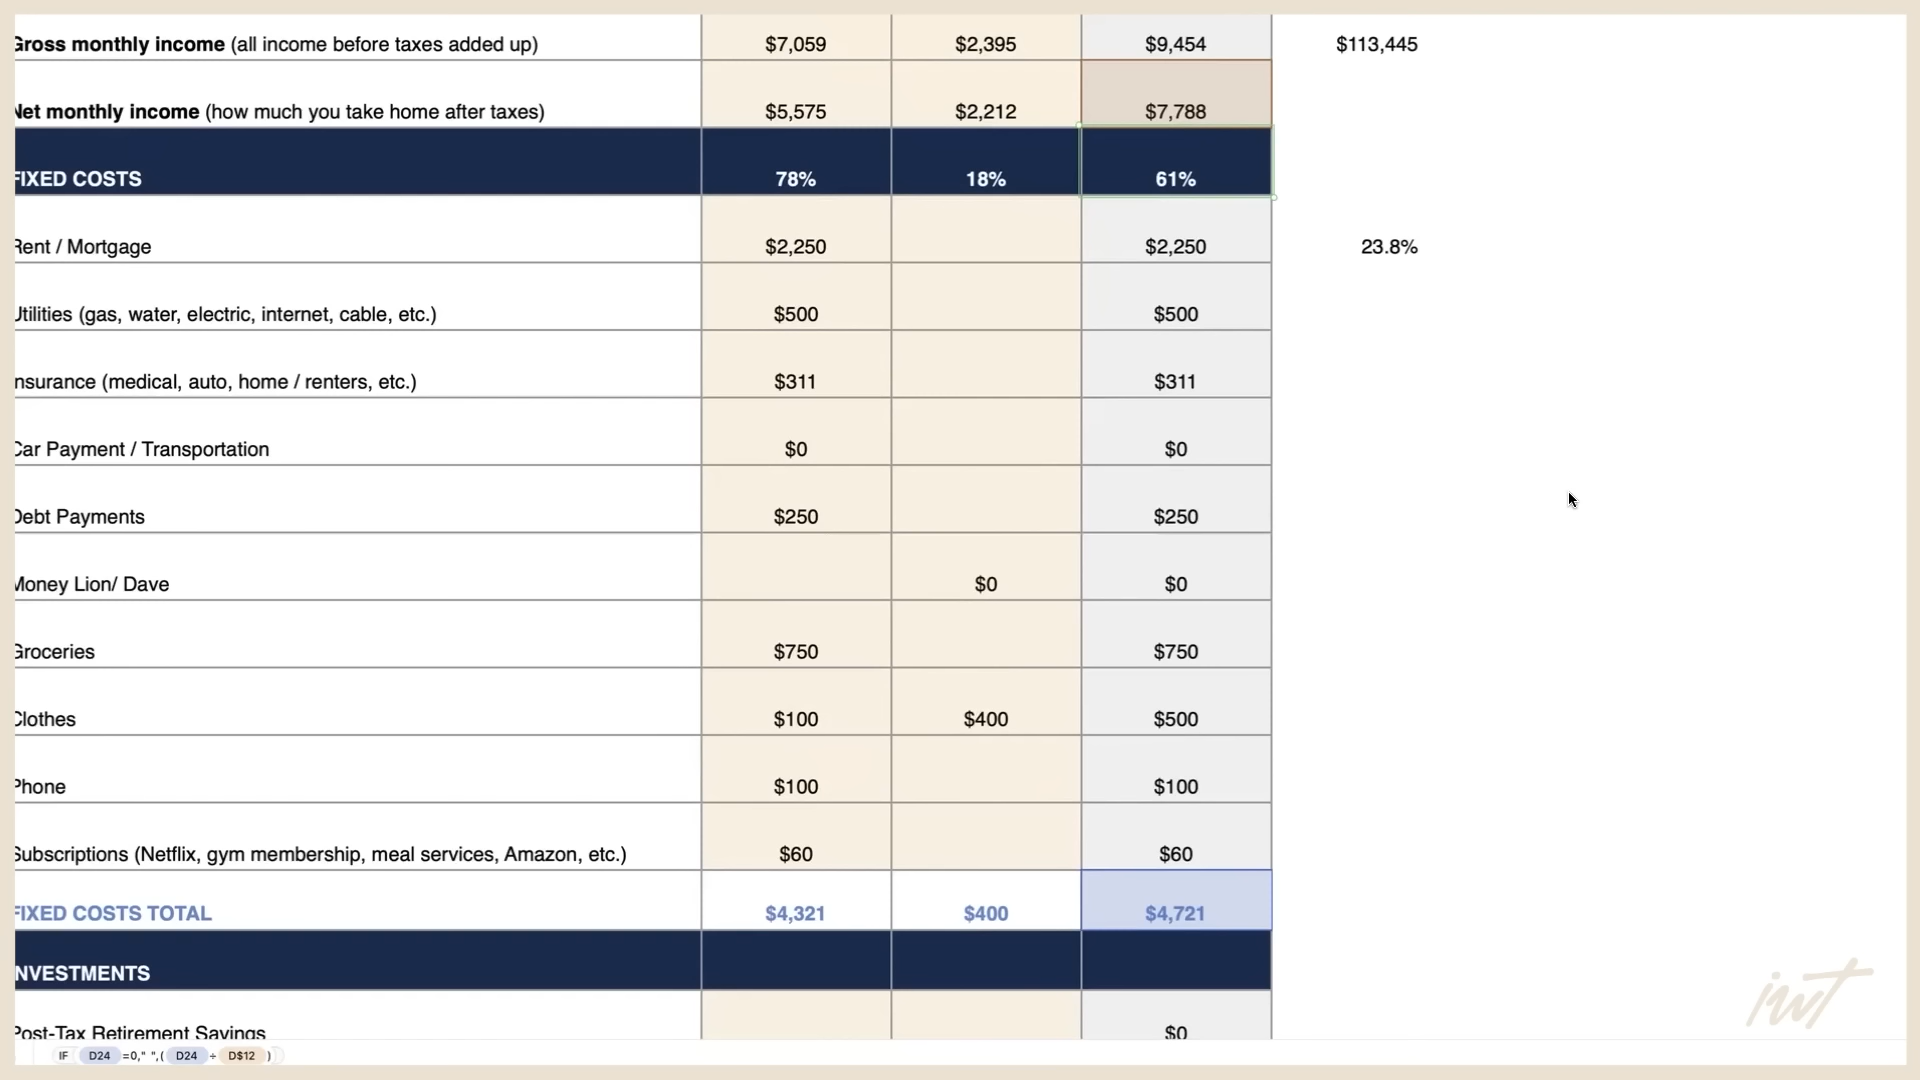 Gross monthly income (all income before taxes added up) $7,059 $2,395 $9,454 $113,445
Net monthly income (how much you take home after taxes) $5,575 $2,212 $7,788
FIXED COSTS 78% 18% 61%
Rent / Mortgage $2,250 $2,250 23.8%
Utilities (gas, water, electric, internet, cable, etc.) $500 $500
nsurance (medical, auto, home / renters, etc.) $311 $311
Car Payment / Transportation $0 $0
Debt Payments $250 $250
Money Lion/ Dave $0 $0
Groceries $750 $750
Clothes $100 $400 $500
Phone $100 $100
Subscriptions (Netflix, gym membership, meal services, Amazon, etc.) $60 $60
FIXED COSTS TOTAL $4,321 $400 $4,721
NVESTMENTS
Post-Tax Retirement Savings $0
IF D24 =0," ",( D24 ÷ D$12 )
iwt